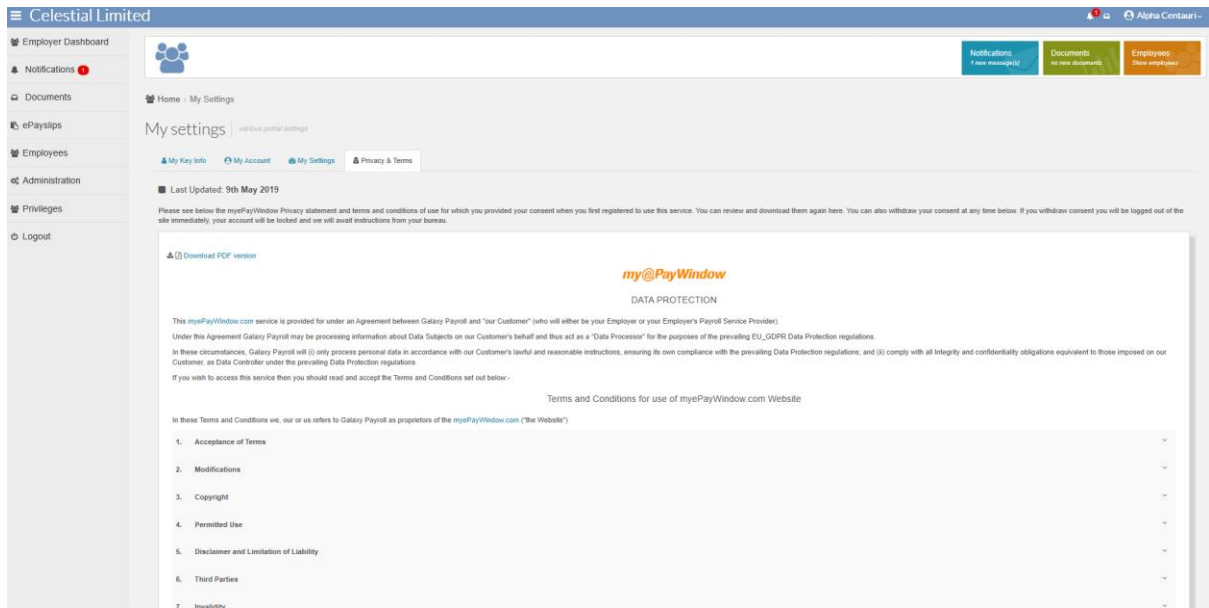 Celestial Limited
1
Alpha Centauri
Employer Dashboard
Notifications 1
Documents
ePayslips
Employees
Administration
Privileges
Logout
Notifications
1 new message(s)
Documents
no new documents
Employees
Show employees
Home › My Settings
My settings
various portal settings
My Key Info
My Account
My Settings
Privacy & Terms
Last Updated: 9th May 2019
Please see below the myePayWindow Privacy statement and terms and conditions of use for which you provided your consent when you first registered to use this service. You can review and download them again here. You can also withdraw your consent at any time below. If you withdraw consent you will be logged out of the
site immediately, your account will be locked and we will await instructions from your bureau.
Download PDF version
my@PayWindow
DATA PROTECTION
This myePayWindow.com service is provided for under an Agreement between Galaxy Payroll and "our Customer" (who will either be your Employer or your Employer's Payroll Service Provider).
Under this Agreement Galaxy Payroll may be processing information about Data Subjects on our Customer's behalf and thus act as a "Data Processor" for the purposes of the prevailing EU_GDPR Data Protection regulations.
In these circumstances, Galaxy Payroll will (i) only process personal data in accordance with our Customer's lawful and reasonable instructions, ensuring its own compliance with the prevailing Data Protection regulations; and (ii) comply with all Integrity and confidentiality obligations equivalent to those imposed on our
Customer, as Data Controller under the prevailing Data Protection regulations.
If you wish to access this service then you should read and accept the Terms and Conditions set out below:-
Terms and Conditions for use of myePayWindow.com Website
In these Terms and Conditions we, our or us refers to Galaxy Payroll as proprietors of the myePayWindow.com ("the Website")
1. Acceptance of Terms
2. Modifications
3. Copyright
4. Permitted Use
5. Disclaimer and Limitation of Liability
6. Third Parties
7. Invalidity